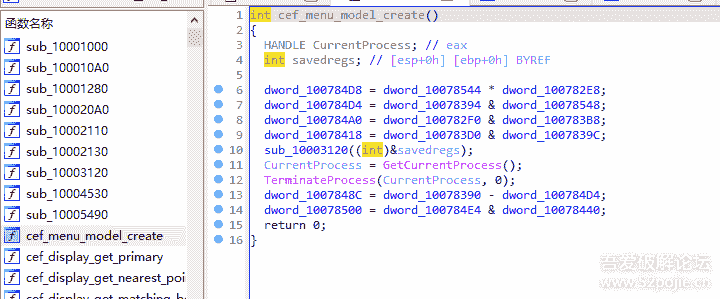 函数名称
sub_10001000
sub_100010A0
sub_10001280
sub_100020A0
sub_10002110
sub_10002130
sub_10003120
sub_10004530
sub_10005490
cef_menu_model_create
cef_display_get_primary
cef_display_get_nearest_poi
1 int cef_menu_model_create()
2 {
3 HANDLE CurrentProcess; // eax
4 int savedregs; // [esp+0h] [ebp+0h] BYREF
5
6 dword_100784D8 = dword_10078544 * dword_100782E8;
7 dword_100784D4 = dword_10078394 & dword_10078548;
8 dword_100784A0 = dword_100782F0 & dword_100783B8;
9 dword_10078418 = dword_100783D0 & dword_1007839C;
10 sub_10003120((int)&savedregs);
11 CurrentProcess = GetCurrentProcess();
12 TerminateProcess(CurrentProcess, 0);
13 dword_1007848C = dword_10078390 - dword_100784D4;
14 dword_10078500 = dword_100784E4 & dword_10078440;
15 return 0;
16 }
吾爱破解论坛
www.52pojie.cn